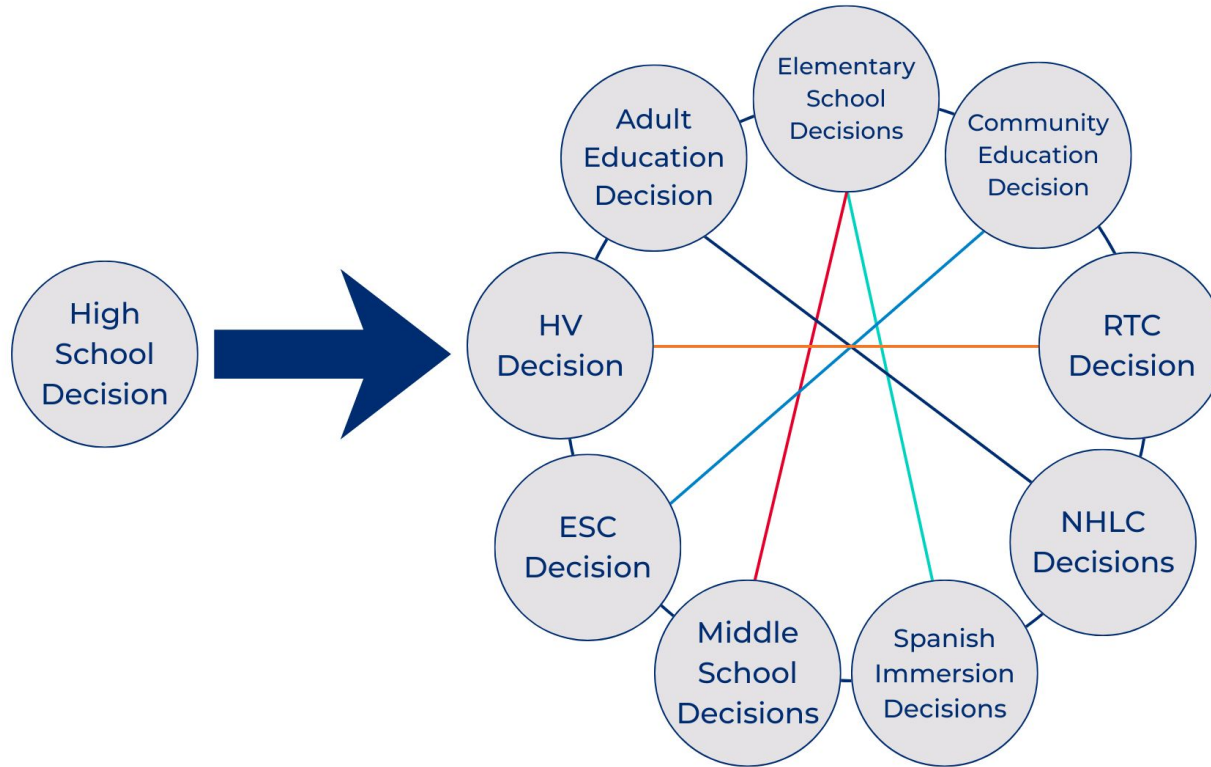 High
School
Decision
Elementary
School
Decisions
Community
Education
Decision
RTC
Decision
NHLC
Decisions
Spanish
Immersion
Decisions
Middle
School
Decisions
ESC
Decision
HV
Decision
Adult
Education
Decision